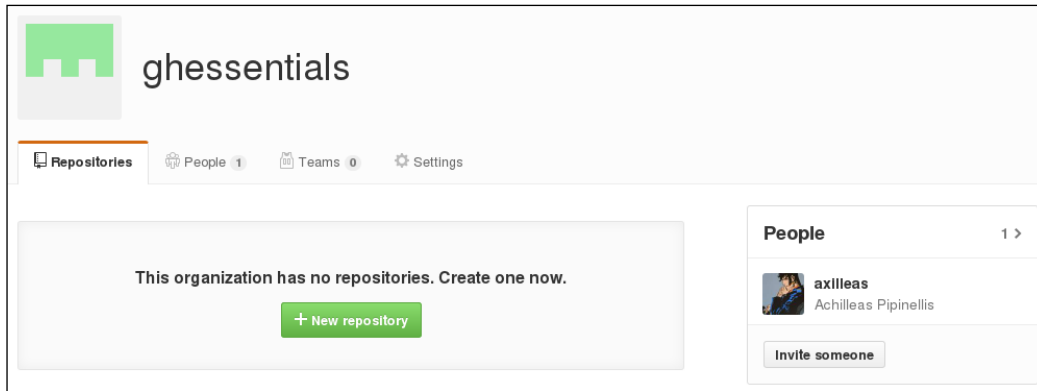 ghessentials
Repositories People 1 Teams 0 Settings
This organization has no repositories. Create one now.
+ New repository
People 1 >
axilleas
Achilleas Pipinellis
Invite someone